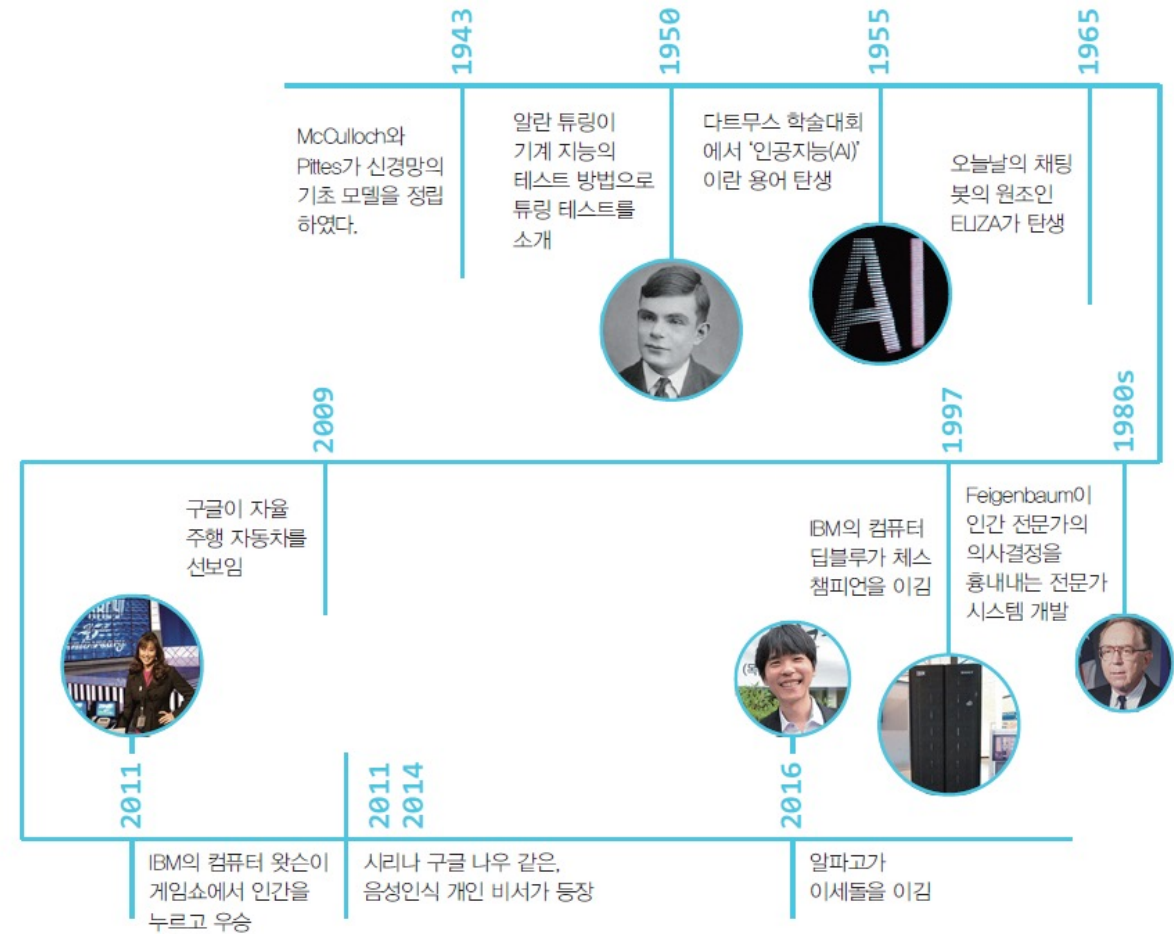 1943
McCulloch와
Pittes가 신경망의
기초 모델을 정립
하였다.
1950
알란 튜링이
기계 지능의
테스트 방법으로
튜링 테스트를
소개
1955
다트무스 학술대회
에서 ‘인공지능(AI)’
이란 용어 탄생
AI
1965
오늘날의 채팅
봇의 원조인
ELIZA가 탄생
1980s
Feigenbaum이
인간 전문가의
의사결정을
흉내내는 전문가
시스템 개발
1997
IBM의 컴퓨터
딥블루가 체스
챔피언을 이김
2009
구글이 자율
주행 자동차를
선보임
2011
IBM의 컴퓨터 왓슨이
게임쇼에서 인간을
누르고 우승
2011
2014
시리나 구글 나우 같은,
음성인식 개인 비서가 등장
2016
알파고가
이세돌을 이김
(목